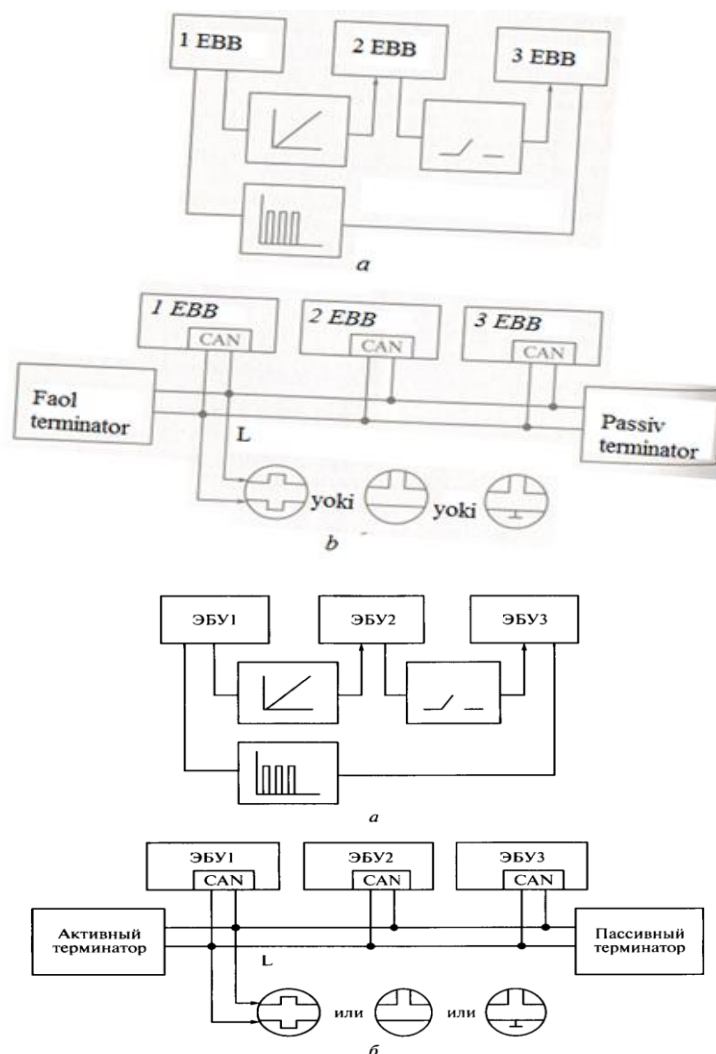 1 EBB
2 EBB
3 EBB
a
1 EBB
2 EBB
3 EBB
CAN
CAN
CAN
Faol
terminator
Passiv
terminator
L
yoki
yoki
b
ЭБУ1
ЭБУ2
ЭБУ3
а
ЭБУ1
ЭБУ2
ЭБУ3
CAN
CAN
CAN
Активный
терминатор
Пассивный
терминатор
L
или
или
б